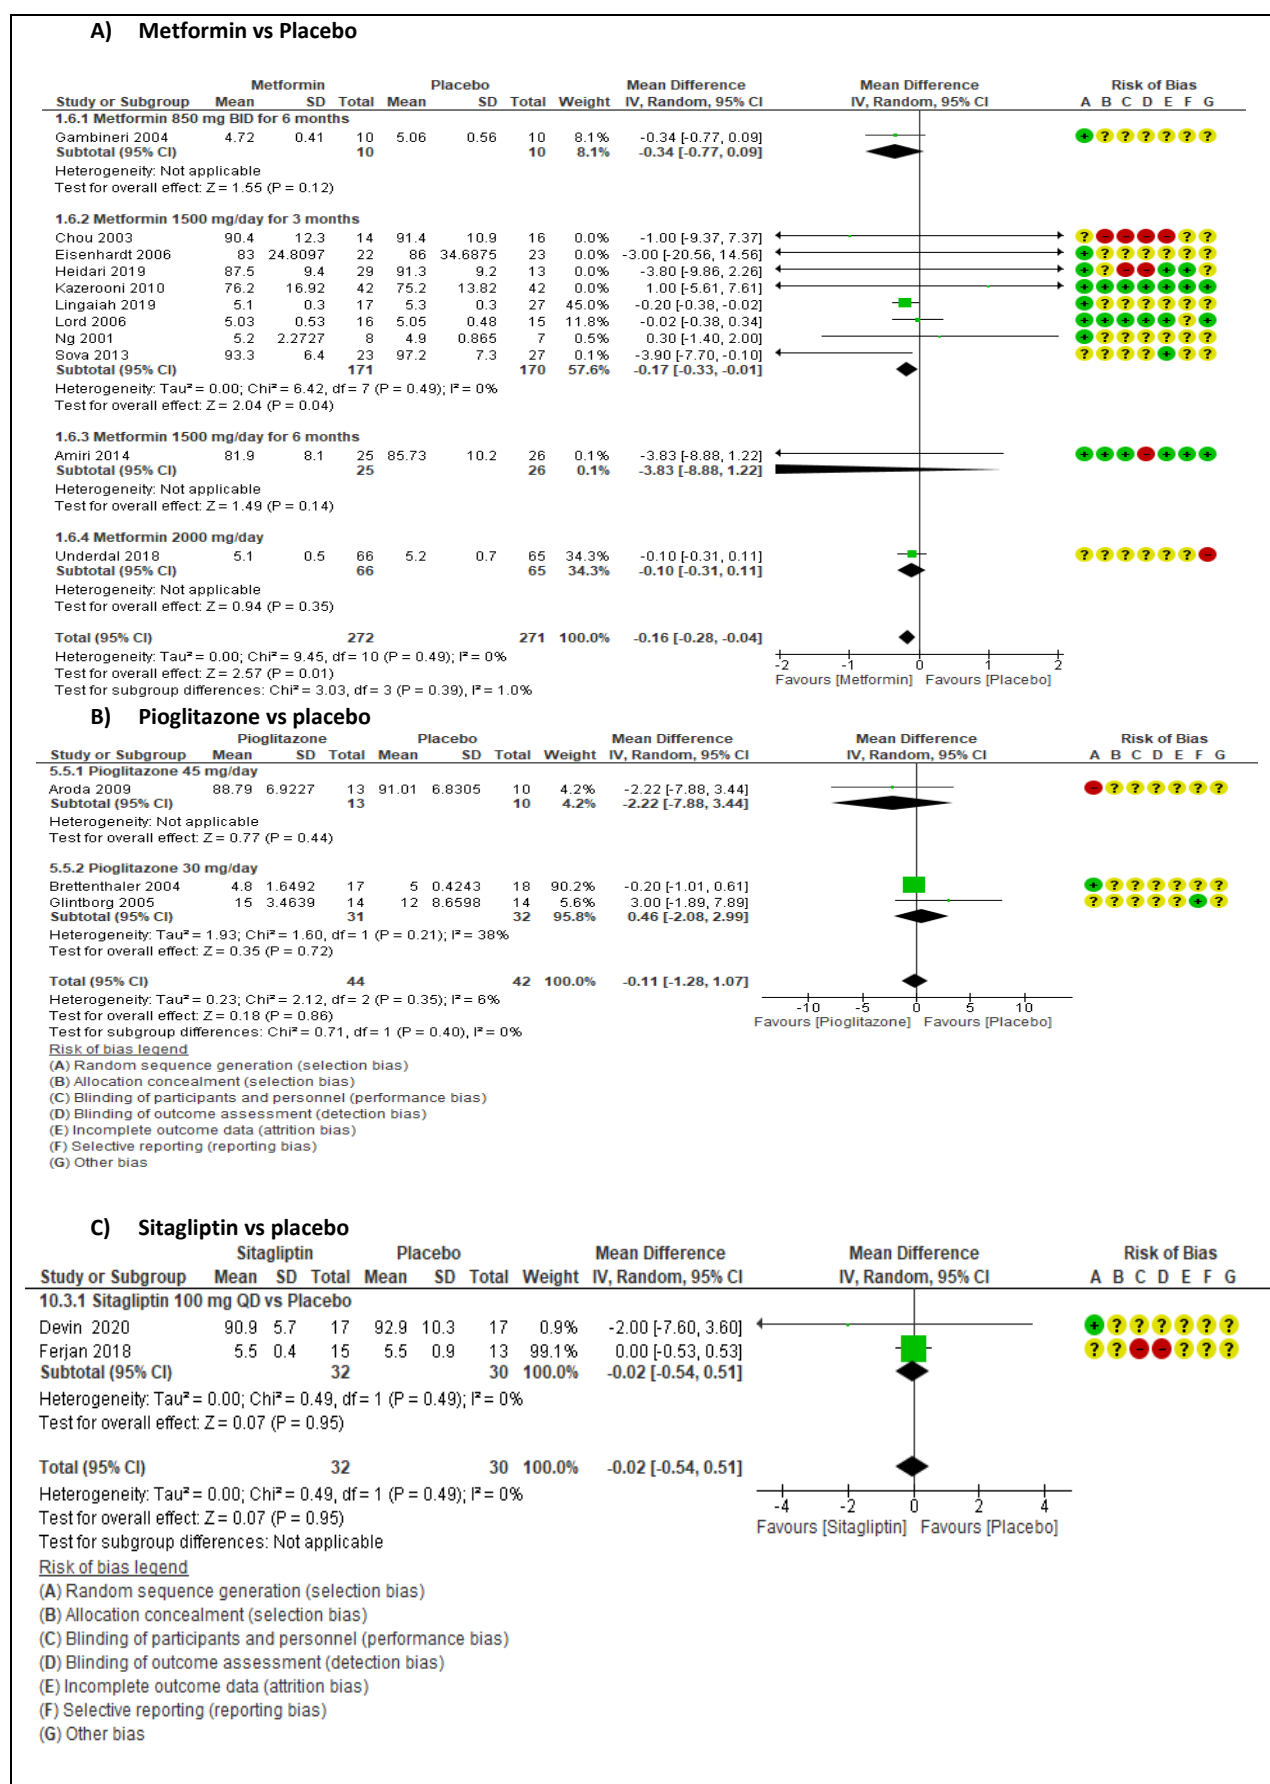 A) Metformin vs Placebo
Metformin Placebo Mean Difference Mean Difference Risk of Bias
Study or Subgroup Mean SD Total Mean SD Total Weight IV, Random, 95% CI IV, Random, 95% CI A B C D E F G
1.6.1 Metformin 850 mg BID for 6 months
Gambineri 2004 4.72 0.41 10 5.06 0.56 10 8.1% -0.34 [-0.77, 0.09] + ? ? ? ? ? ?
Subtotal (95% CI) 10 10 8.1% -0.34 [-0.77, 0.09]
Heterogeneity: Not applicable
Test for overall effect: Z = 1.55 (P = 0.12)
1.6.2 Metformin 1500 mg/day for 3 months
Chou 2003 90.4 12.3 14 91.4 10.9 16 0.0% -1.00 [-9.37, 7.37] ? - - - - ? ?
Eisenhardt 2006 83 24.8097 22 86 34.6875 23 0.0% -3.00 [-20.56, 14.56] + ? ? ? ? ? ?
Heidari 2019 87.5 9.4 29 91.3 9.2 13 0.0% -3.80 [-9.86, 2.26] + ? - - + + ?
Kazerooni 2010 76.2 16.92 42 75.2 13.82 42 0.0% 1.00 [-5.61, 7.61] + + + + + + +
Lingaiah 2019 5.1 0.3 17 5.3 0.3 27 45.0% -0.20 [-0.38, -0.02] + ? ? ? ? ? ?
Lord 2006 5.03 0.53 16 5.05 0.48 15 11.8% -0.02 [-0.38, 0.34] + + + + + ? +
Ng 2001 5.2 2.2727 8 4.9 0.865 7 0.5% 0.30 [-1.40, 2.00] + ? ? ? ? ? ?
Sova 2013 93.3 6.4 23 97.2 7.3 27 0.1% -3.90 [-7.70, -0.10] ? ? ? ? + ? ?
Subtotal (95% CI) 171 170 57.6% -0.17 [-0.33, -0.01]
Heterogeneity: Tau² = 0.00; Chi² = 6.42, df = 7 (P = 0.49); I² = 0%
Test for overall effect: Z = 2.04 (P = 0.04)
1.6.3 Metformin 1500 mg/day for 6 months
Amiri 2014 81.9 8.1 25 85.73 10.2 26 0.1% -3.83 [-8.88, 1.22] + + + - + + +
Subtotal (95% CI) 25 26 0.1% -3.83 [-8.88, 1.22]
Heterogeneity: Not applicable
Test for overall effect: Z = 1.49 (P = 0.14)
1.6.4 Metformin 2000 mg/day
Underdal 2018 5.1 0.5 66 5.2 0.7 65 34.3% -0.10 [-0.31, 0.11] ? ? ? ? ? ? -
Subtotal (95% CI) 66 65 34.3% -0.10 [-0.31, 0.11]
Heterogeneity: Not applicable
Test for overall effect: Z = 0.94 (P = 0.35)
Total (95% CI) 272 271 100.0% -0.16 [-0.28, -0.04]
Heterogeneity: Tau² = 0.00; Chi² = 9.45, df = 10 (P = 0.49); I² = 0%
Test for overall effect: Z = 2.57 (P = 0.01)
Test for subgroup differences: Chi² = 3.03, df = 3 (P = 0.39), I² = 1.0%
-2 -1 0 1 2
Favours [Metformin] Favours [Placebo]
B) Pioglitazone vs placebo
Pioglitazone Placebo Mean Difference Mean Difference Risk of Bias
Study or Subgroup Mean SD Total Mean SD Total Weight IV, Random, 95% CI IV, Random, 95% CI A B C D E F G
5.5.1 Pioglitazone 45 mg/day
Aroda 2009 88.79 6.9227 13 91.01 6.8305 10 4.2% -2.22 [-7.88, 3.44] - ? ? ? ? ? ?
Subtotal (95% CI) 13 10 4.2% -2.22 [-7.88, 3.44]
Heterogeneity: Not applicable
Test for overall effect: Z = 0.77 (P = 0.44)
5.5.2 Pioglitazone 30 mg/day
Brettenthaler 2004 4.8 1.6492 17 5 0.4243 18 90.2% -0.20 [-1.01, 0.61] + ? ? ? ? ? ?
Glintborg 2005 15 3.4639 14 12 8.6598 14 5.6% 3.00 [-1.89, 7.89] ? ? ? ? ? + ?
Subtotal (95% CI) 31 32 95.8% 0.46 [-2.08, 2.99]
Heterogeneity: Tau² = 1.93; Chi² = 1.60, df = 1 (P = 0.21); I² = 38%
Test for overall effect: Z = 0.35 (P = 0.72)
Total (95% CI) 44 42 100.0% -0.11 [-1.28, 1.07]
Heterogeneity: Tau² = 0.23; Chi² = 2.12, df = 2 (P = 0.35); I² = 6%
Test for overall effect: Z = 0.18 (P = 0.86)
Test for subgroup differences: Chi² = 0.71, df = 1 (P = 0.40), I² = 0%
-10 -5 0 5 10
Favours [Pioglitazone] Favours [Placebo]
Risk of bias legend
(A) Random sequence generation (selection bias)
(B) Allocation concealment (selection bias)
(C) Blinding of participants and personnel (performance bias)
(D) Blinding of outcome assessment (detection bias)
(E) Incomplete outcome data (attrition bias)
(F) Selective reporting (reporting bias)
(G) Other bias
C) Sitagliptin vs placebo
Sitagliptin Placebo Mean Difference Mean Difference Risk of Bias
Study or Subgroup Mean SD Total Mean SD Total Weight IV, Random, 95% CI IV, Random, 95% CI A B C D E F G
10.3.1 Sitagliptin 100 mg QD vs Placebo
Devin 2020 90.9 5.7 17 92.9 10.3 17 0.9% -2.00 [-7.60, 3.60] + ? ? ? ? ? ?
Ferjan 2018 5.5 0.4 15 5.5 0.9 13 99.1% 0.00 [-0.53, 0.53] ? ? - - ? ? ?
Subtotal (95% CI) 32 30 100.0% -0.02 [-0.54, 0.51]
Heterogeneity: Tau² = 0.00; Chi² = 0.49, df = 1 (P = 0.49); I² = 0%
Test for overall effect: Z = 0.07 (P = 0.95)
Total (95% CI) 32 30 100.0% -0.02 [-0.54, 0.51]
Heterogeneity: Tau² = 0.00; Chi² = 0.49, df = 1 (P = 0.49); I² = 0%
Test for overall effect: Z = 0.07 (P = 0.95)
Test for subgroup differences: Not applicable
-4 -2 0 2 4
Favours [Sitagliptin] Favours [Placebo]
Risk of bias legend
(A) Random sequence generation (selection bias)
(B) Allocation concealment (selection bias)
(C) Blinding of participants and personnel (performance bias)
(D) Blinding of outcome assessment (detection bias)
(E) Incomplete outcome data (attrition bias)
(F) Selective reporting (reporting bias)
(G) Other bias